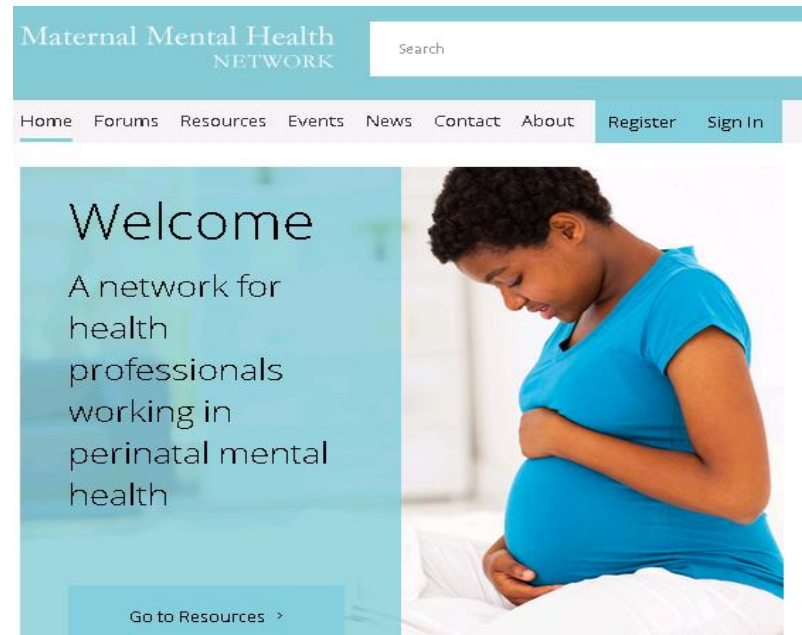 Maternal Mental Health
NETWORK
Search
Home Forums Resources Events News Contact About Register Sign In
Welcome
A network for
health
professionals
working in
perinatal mental
health
Go to Resources >